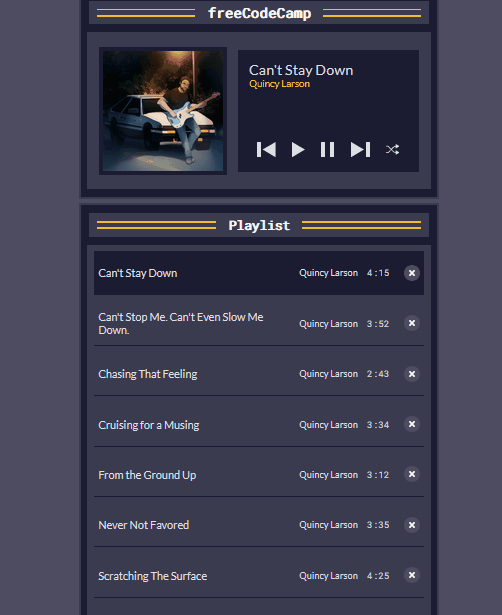 freeCodeCamp
Can't Stay Down
Quincy Larson
Playlist
Can't Stay Down Quincy Larson 4:15
Can't Stop Me. Can't Even Slow Me
Down. Quincy Larson 3:52
Chasing That Feeling Quincy Larson 2:43
Cruising for a Musing Quincy Larson 3:34
From the Ground Up Quincy Larson 3:12
Never Not Favored Quincy Larson 3:35
Scratching The Surface Quincy Larson 4:25